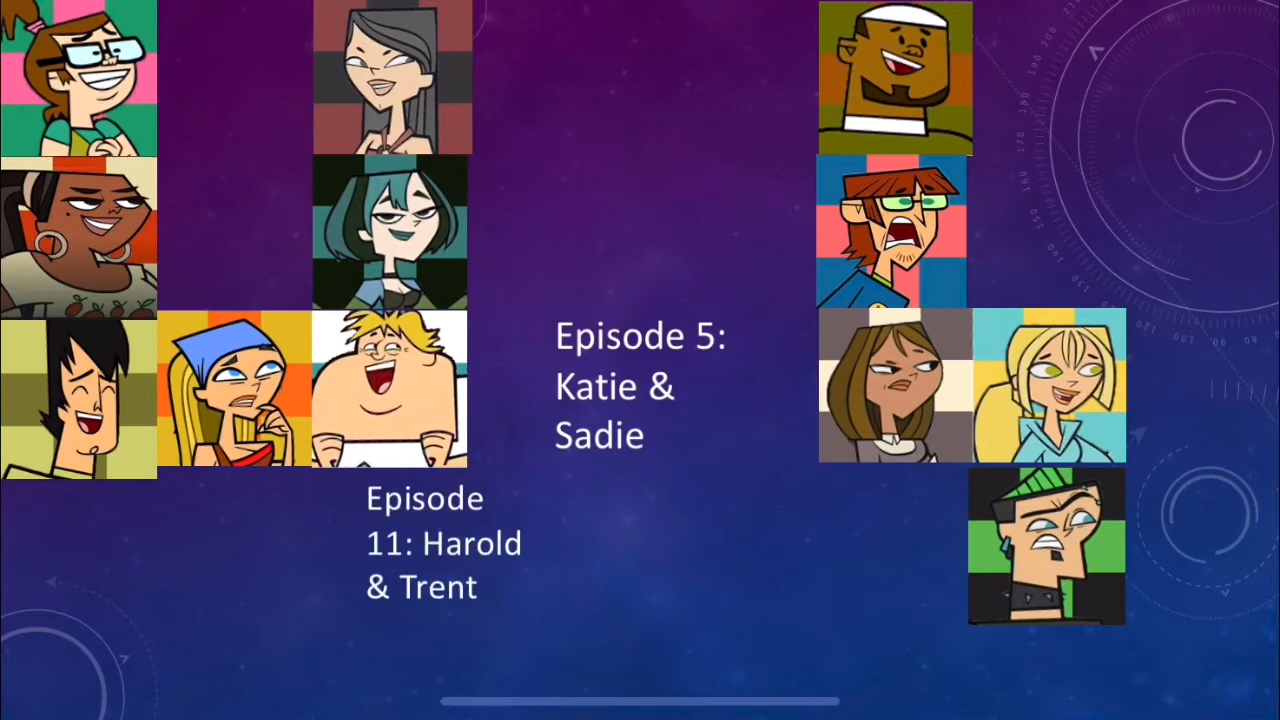 Episode 5:
Katie &
Sadie
Episode
11: Harold
& Trent